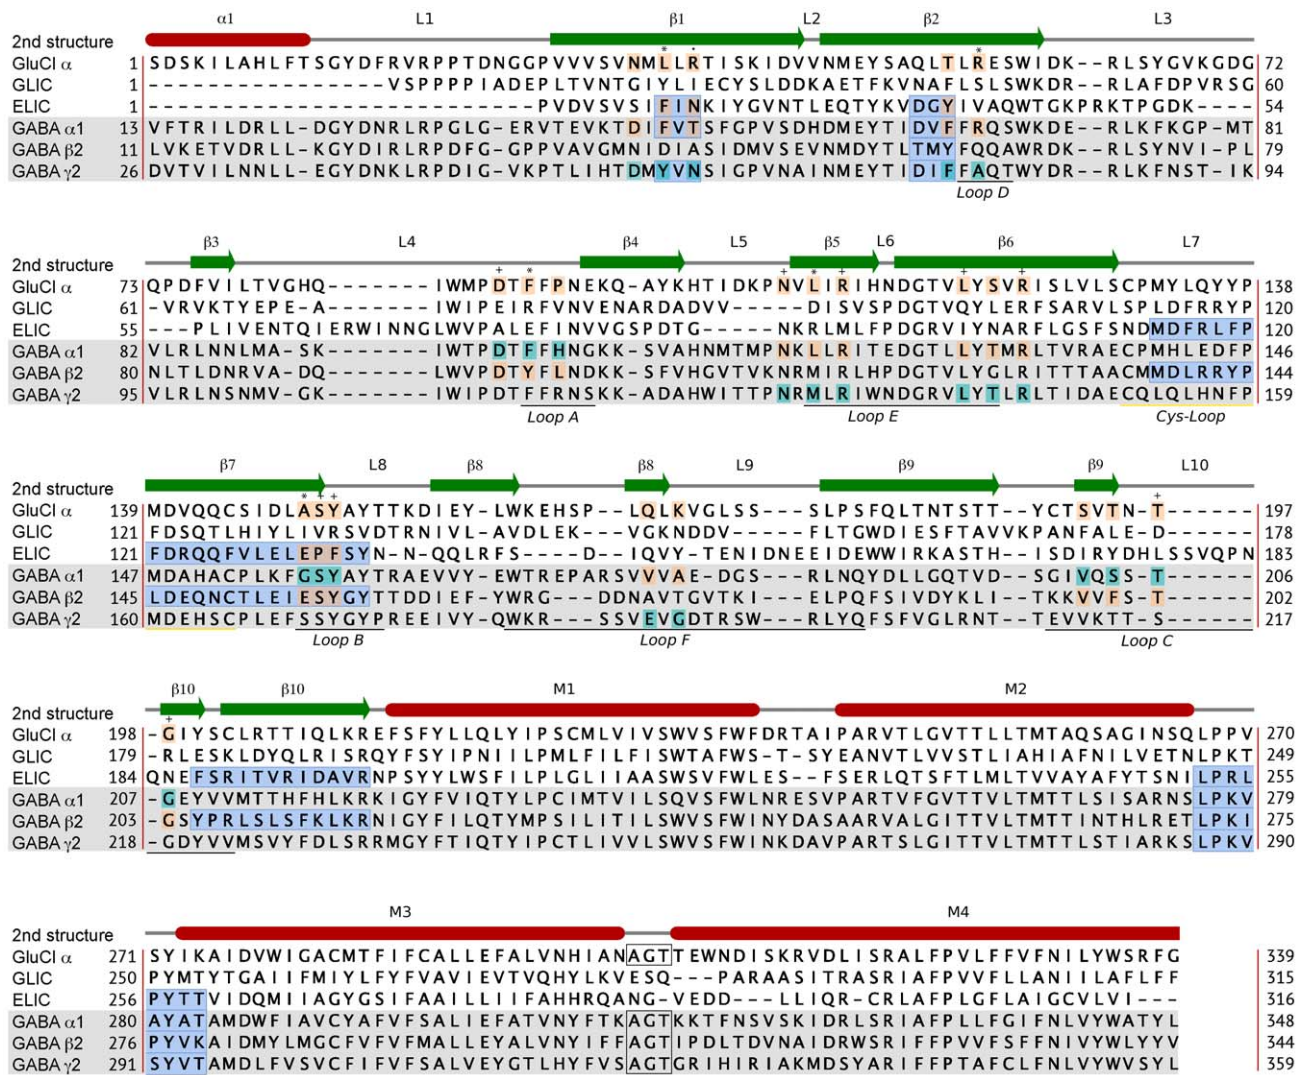 α1 L1 β1 L2 β2 L3
2nd structure
* · *
GluCl α 1 SDSKILAHLFTSGYDFRVRPPTDNGGPVVVSVNMLLRTISKIDVVNMEYSAQLTLRESWIDK--RLSYGVKGDG 72
GLIC 1 ----------------VSPPPPIADEPLTVNTGIYLIECYSLDDKAETFKVNAFLSLSWKDRRLAFDPVRSG 60
ELIC 1 --------------------------PVDVSVSIFINKIYGVNTLEQTYKVDGYIVAQWTGKPRKTPGDK---- 54
GABA α1 13 VFTRILDRLL-DGYDNRLRPGLG-ERVTEVKTDIFVTSFGPVSDHDMEYTIDVFFRQSWKDE--RLKFKGP-MT 81
GABA β2 11 LVKETVDRLL-KGYDIRLRPDFG-GPPVAVGMNIDIASIDMVSEVNMDYTLTMYFQQAWRDK--RLSYNVI-PL 79
GABA γ2 26 DVTVILNNLL-EGYDNKLRPDIG-VKPTLIHTDMYVNSIGPVNAINMEYTIDIFFAQTWYDR--RLKFNST-IK 94
Loop D
β3 L4 β4 L5 β5 L6 β6 L7
2nd structure
+ * + * + + +
GluCl α 73 QPDFVILTVGHQ-------IWMPDTFFPNEKQ-AYKHTIDKPNVLIRIHNDGTVLYSVRISLVLSCPMYLQYYP 138
GLIC 61 -VRVKTYEPE-A-------IWIPEIRFVNVENARDADVV-----DISVSPDGTVQYLERFSARVLSPLDFRRYP 120
ELIC 55 ---PLIVENTQIERWINNGLWVPALEFINVVGSPDTG-----NKRLMLFPDGRVIYNARFLGSFSNDMDFRLFP 120
GABA α1 82 VLRLNNLMA-SK-------IWTPDTFFHNGKK-SVAHNMTMPNKLLRITEDGTLLYTMRLTVRAECPMHLEDFP 146
GABA β2 80 NLTLDNRVA-DQ-------LWVPDTYFLNDKK-SFVHGVTVKNRMIRLHPDGTVLYGLRITTTAACMMDLRRYP 144
GABA γ2 95 VLRLNSNMV-GK-------IWIPDTFFRNSKK-ADAHWITTPNRMLRIWNDGRVLYTLRLTIDAECQLQLHNFP 159
Loop A Loop E Cys-Loop
β7 L8 β8 β8 L9 β9 β9 L10
2nd structure
* + + + 
GluCl α 139 MDVQQCSIDLASYAYTTKDIEY-LWKEHSP--LQLKVGLSS--SLPSFQLTNTSTT--YCTSVTN-T------ 197
GLIC 121 FDSQTLHIYLIVRSVDTRNIVL-AVDLEK---VGKNDDV-----FLTGWDIESFTAVVKPANFALE-D------ 178
ELIC 121 FDRQQFVLELEPFSYN-N-QQLRFS----D--IQVY-TENIDNEEIDEWWIRKASTH--ISDIRYDHLSSVQPN 183
GABA α1 147 MDAHACPLKFGSYAYTRAEVVY-EWTREPARSVVVAE-DGS--RLNQYDLLGQTVD--SGIVQSS-T------ 206
GABA β2 145 LDEQNCTLEIESYGYTTDDIEF-YWRG---DDNAVTGVTKI---ELPQFSIVDYKLI--TKKVVFS-T------ 202
GABA γ2 160 MDEHSCPLEFSSYGYPREEIVY-QWKR---SSVEVGDTRSW---RLYQFSFVGLRNT--TEVVKTT-S------ 217
Loop B Loop F Loop C
β10 β10 M1 M2
2nd structure
+
GluCl α 198 -GIYSCLRTTIQLKREFSFYLLQLYIPSCMLVIVSWVSFWFDRTAIPARVTLGVTTLLTMTAQSAGINSQLPPV 270
GLIC 179 -RLESKLDYQLRISRQYFSYIPNIILPMLFILFISWTAFWS-TS-YEANVTLVVSTLIAHIAFNILVETNLPKT 249
ELIC 184 QNEFSRITVRIDAVRNPSYYLWSFILPLGLIIAASWSVFWLES--FSERLQTSFTLMLTVVAYAFYTSNILPRL 255
GABA α1 207 -GEYVVMTTHFHLKRKIGYFVIQTYLPCIMTVILSQVSFWLNRESVPARTVFGVTTVLTMTTLSISARNSLPKV 279
GABA β2 203 -GSYPRLSLSFKLKRNIGYFILQTYMPSILITILSWVSFWINYDASAARVALGITTVLTMTTINTHLRETLPKI 275
GABA γ2 218 -GDYVVMSVYFDLSRRMGYFTIQTYIPCTLIVVLSWVSFWINKDAVPARTSLGITTVLTMTTLSTIARKSLPKV 290
M3 M4
2nd structure
GluCl α 271 SYIKAIDVWIGACMTFIFCALLEFALVNHIANAGTTEWNDISKRVDLISRALFPVLFFVFNILYWSRFG 339
GLIC 250 PYMTYTGAIIFMIYLFYFVAVIEVTVQHYLKVESQ---PARAASITRASRIAFPVVFLLANIILAFLFF 315
ELIC 256 PYTTVIDQMIIAGYGSIFAAILLIIFAHHRQANG-VEDD---LLIQR-CRLAFPLGFLAIGCVLVI--- 316
GABA α1 280 AYATAMDWFIAVCYAFVFSALIEFATVNYFTKAGTKKTFNSVSKIDRLSRIAFPLLFGIFNLVYWATYL 348
GABA β2 276 PYVKAIDMYLMGCFVFVFMALLEYALVNYIFFAGTIPDLTDVNAIDRWSRIFFPVVFSFFNIVYWLYYV 344
GABA γ2 291 SYVTAMDLFVSVCFIFVFSALVEYGTLHYFVSAGTGRIHIRIAKMDSYARIFFPTAFCLFNLVYWVSYL 359